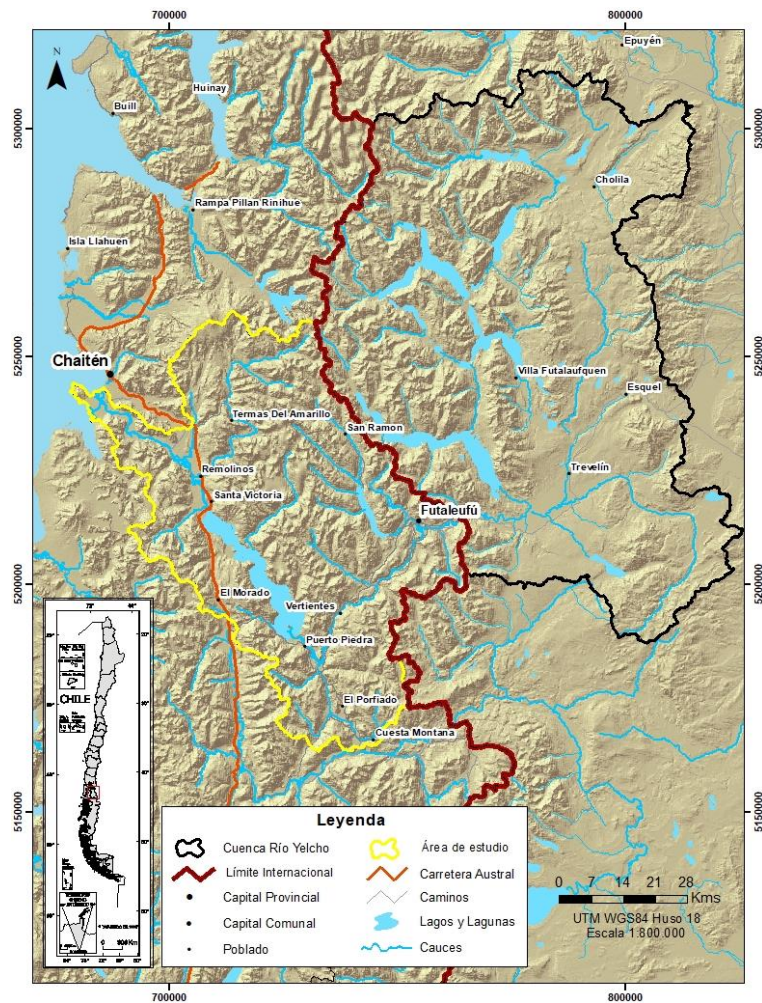 700000
800000
N
Epuyén
Huinay
Buill
5300000
5300000
Cholila
Rampa Pillan Rinihue
Isla Llahuen
5250000
5250000
Chaitén
Villa Futalaufquen
Esquel
Termas Del Amarillo
San Ramon
Trevelín
Remolinos
Santa Victoria
Futaleufú
5200000
5200000
El Morado
Vertientes
Puerto Piedra
El Porfiado
Cuesta Montana
CHILE
5150000
5150000
Leyenda
Cuenca Río Yelcho
Área de estudio
Límite Internacional
Carretera Austral
Capital Provincial
Caminos
Capital Comunal
Lagos y Lagunas
Poblado
Cauces
0 7 14 21 28
Kms
UTM WGS84 Huso 18
Escala 1:800.000
700000
800000